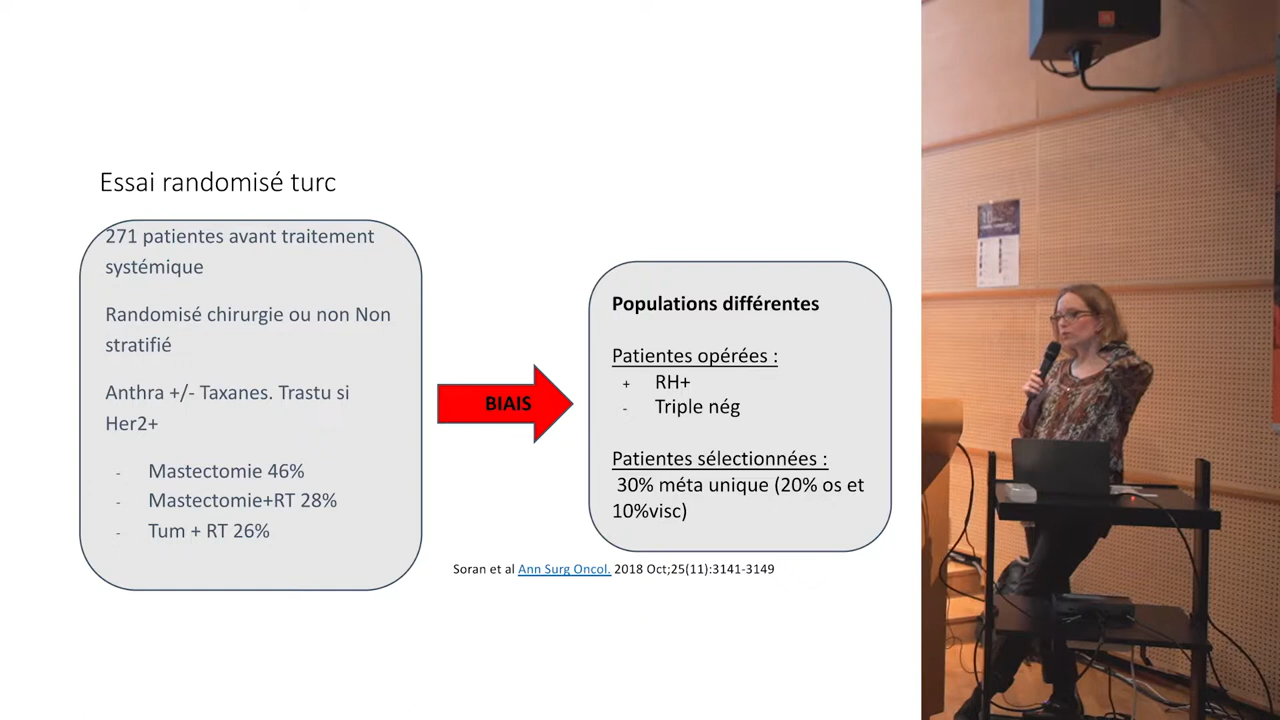 Essai randomisé turc
271 patientes avant traitement
systémique
Randomisé chirurgie ou non Non
stratifié
Anthra +/- Taxanes. Trastu si
Her2+
- Mastectomie 46%
- Mastectomie+RT 28%
- Tum + RT 26%
BIAIS
Populations différentes
Patientes opérées :
+ RH+
- Triple nég
Patientes sélectionnées :
30% méta unique (20% os et
10%visc)
Soran et al Ann Surg Oncol. 2018 Oct;25(11):3141-3149
JBL